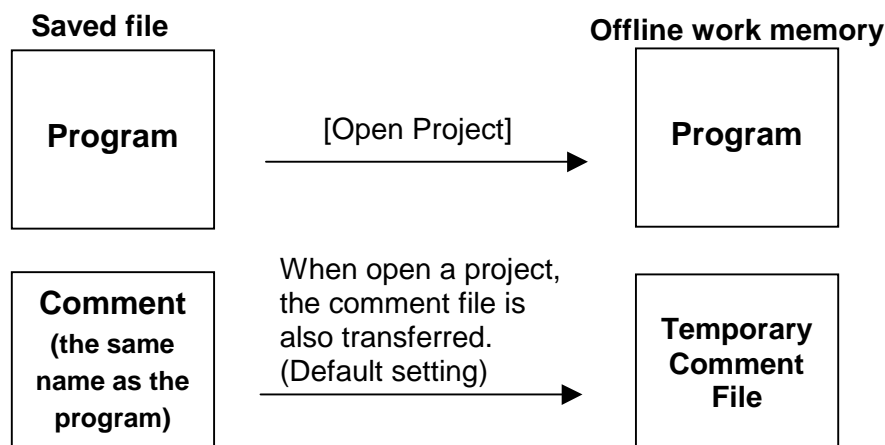 Saved file
Offline work memory
Program
[Open Project]
Program
Comment
(the same
name as the
program)
When open a project,
the comment file is
also transferred.
(Default setting)
Temporary
Comment
File